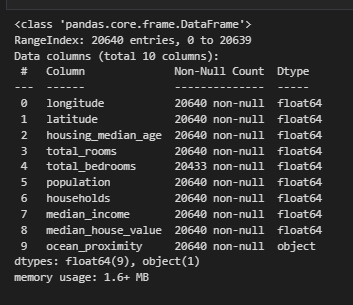 <class 'pandas.core.frame.DataFrame'>
RangeIndex: 20640 entries, 0 to 20639
Data columns (total 10 columns):
 #   Column              Non-Null Count  Dtype
---  ------              --------------  -----
 0   longitude           20640 non-null  float64
 1   latitude            20640 non-null  float64
 2   housing_median_age  20640 non-null  float64
 3   total_rooms         20640 non-null  float64
 4   total_bedrooms      20433 non-null  float64
 5   population          20640 non-null  float64
 6   households          20640 non-null  float64
 7   median_income       20640 non-null  float64
 8   median_house_value  20640 non-null  float64
 9   ocean_proximity     20640 non-null  object
dtypes: float64(9), object(1)
memory usage: 1.6+ MB